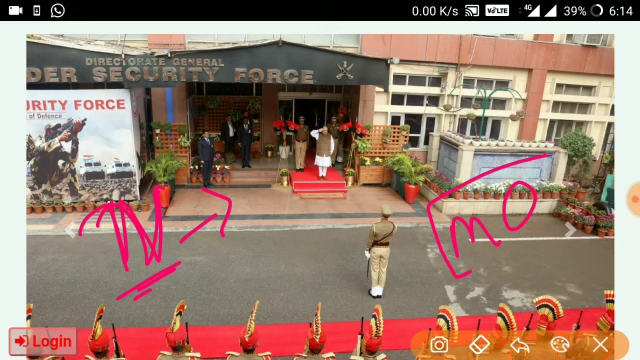 0.00 K/s VoLTE 4G 39% 6:14
DIRECTORATE GENERAL
DER SECURITY FORCE
URITY FORCE
of Defence
Login